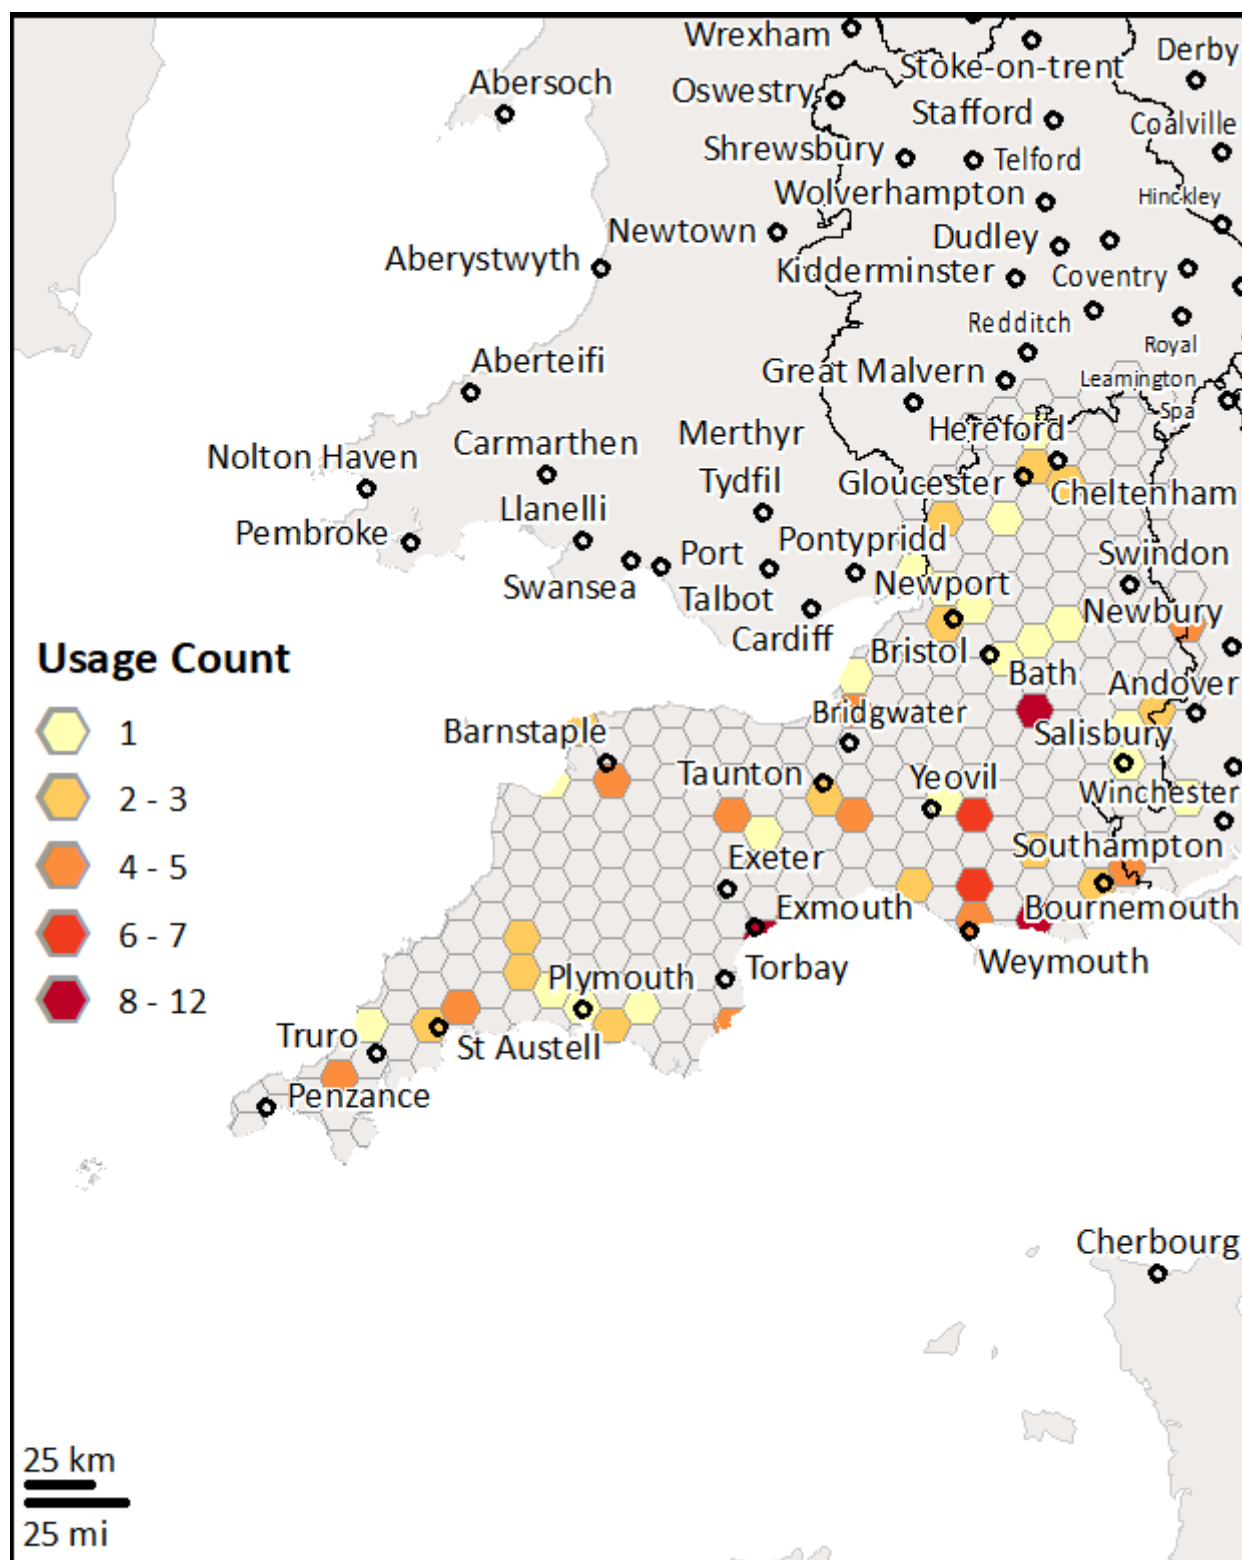 Wrexham
Stoke-on-trent
Derby
Abersoch
Oswestry
Stafford
Coalville
Shrewsbury
Telford
Wolverhampton
Hinckley
Newtown
Dudley
Aberystwyth
Kidderminster
Coventry
Redditch
Royal
Leamington
Spa
Aberteifi
Great Malvern
Nolton Haven
Carmarthen
Merthyr
Tydfil
Hereford
Gloucester
Cheltenham
Llanelli
Pembroke
Swansea
Port
Talbot
Pontypridd
Newport
Swindon
Cardiff
Newbury
Bristol
Bath
Andover
Usage Count
1
2 - 3
4 - 5
6 - 7
8 - 12
Barnstaple
Bridgwater
Salisbury
Taunton
Yeovil
Winchester
Exeter
Southampton
Exmouth
Bournemouth
Plymouth
Torbay
Weymouth
Truro
St Austell
Penzance
Cherbourg
25 km
25 mi